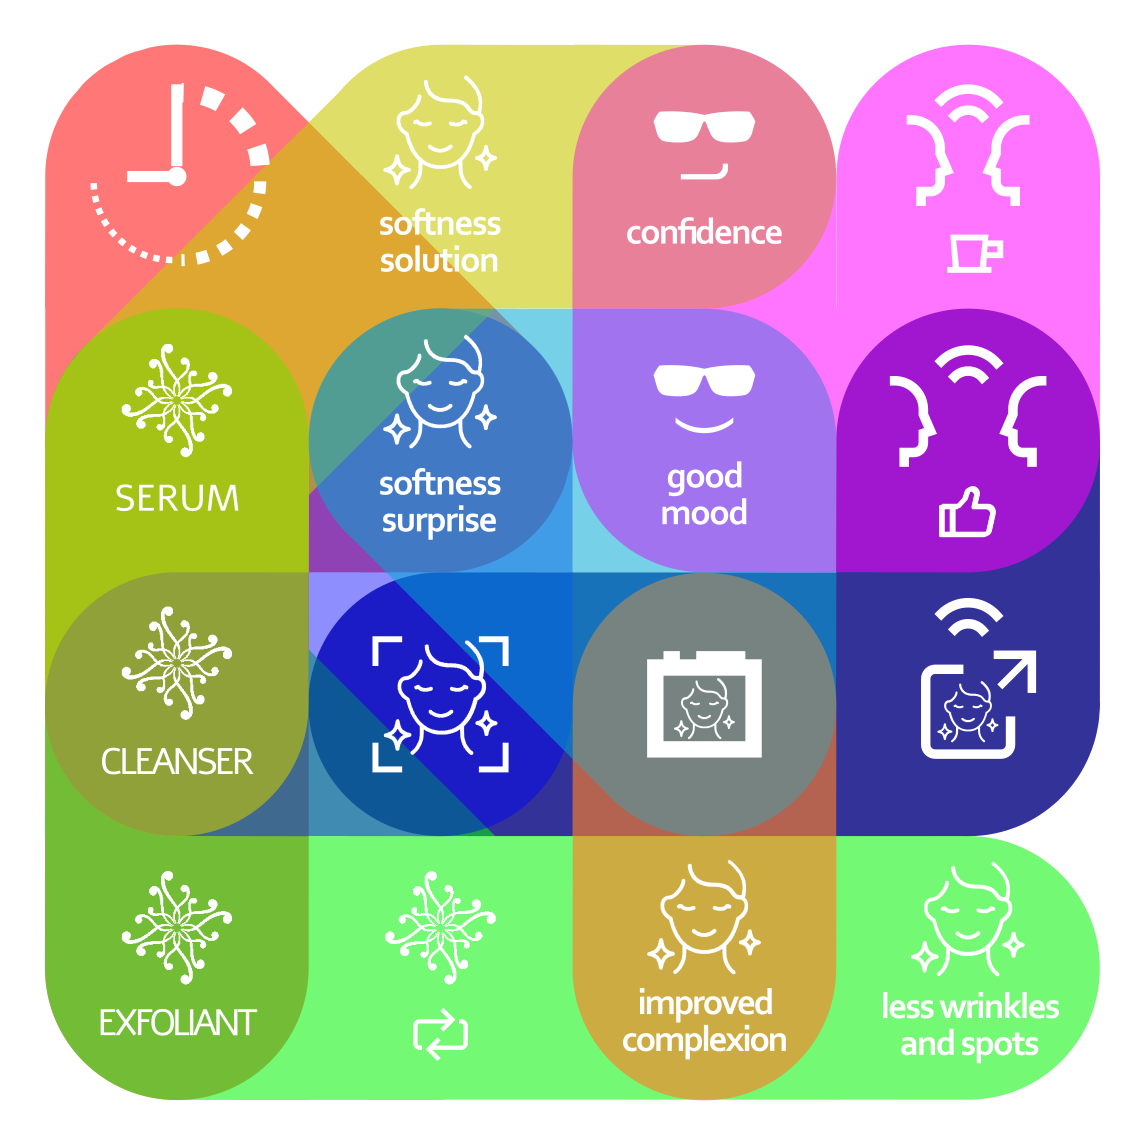 softness
solution
confidence
SERUM
softness
surprise
good
mood
CLEANSER
EXFOLIANT
improved
complexion
less wrinkles
and spots